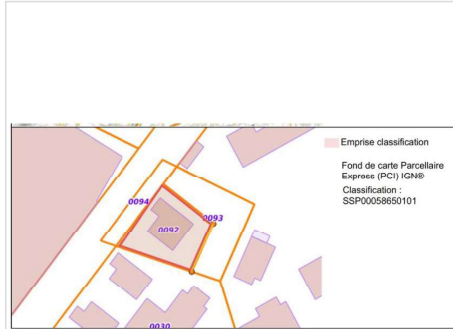 Emprise classification
Fond de carte Parcellaire
Express (PCI) IGN®
Classification :
SSP00058650101
0094
0093
0092
0030